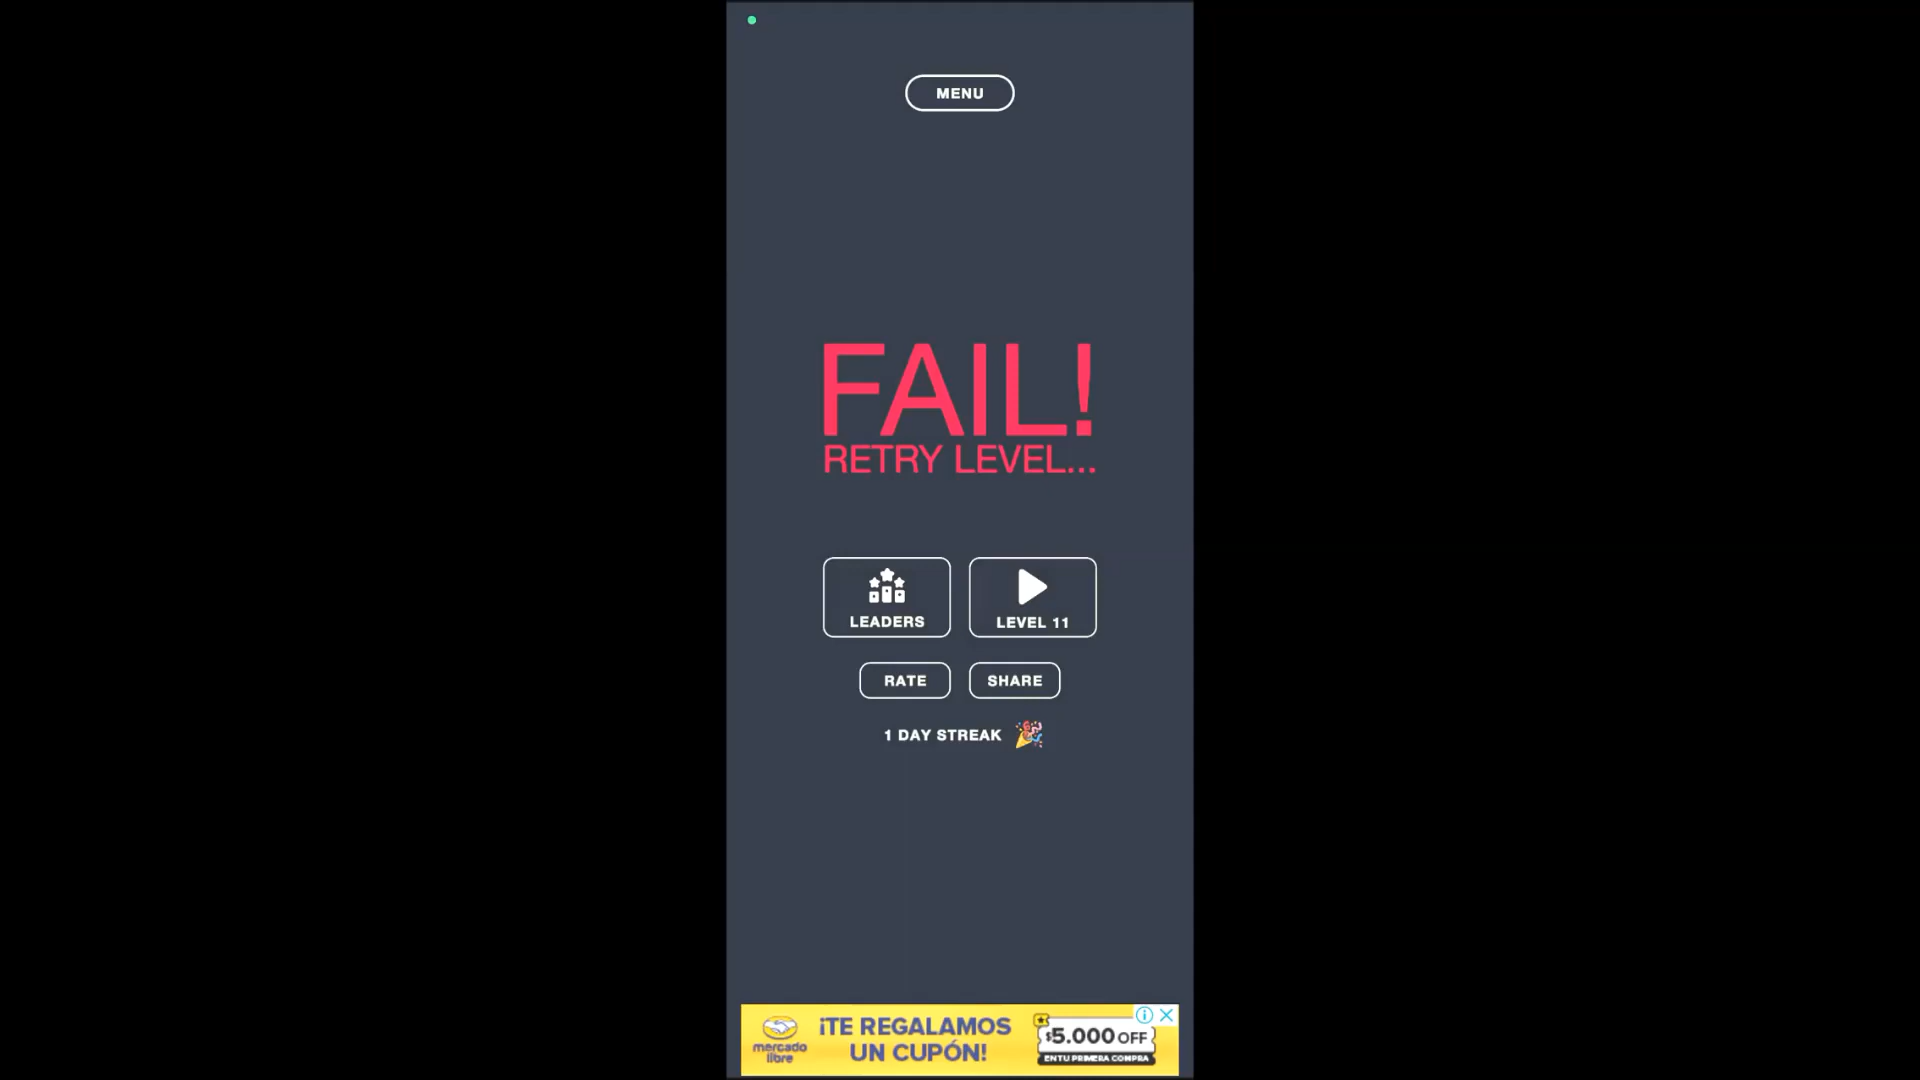 MENU
FAIL!
RETRY LEVEL...
LEADERS
LEVEL 11
RATE
SHARE
1 DAY STREAK
mercado
libre
¡TE REGALAMOS
UN CUPÓN!
$5.000 OFF
EN TU PRIMERA COMPRA